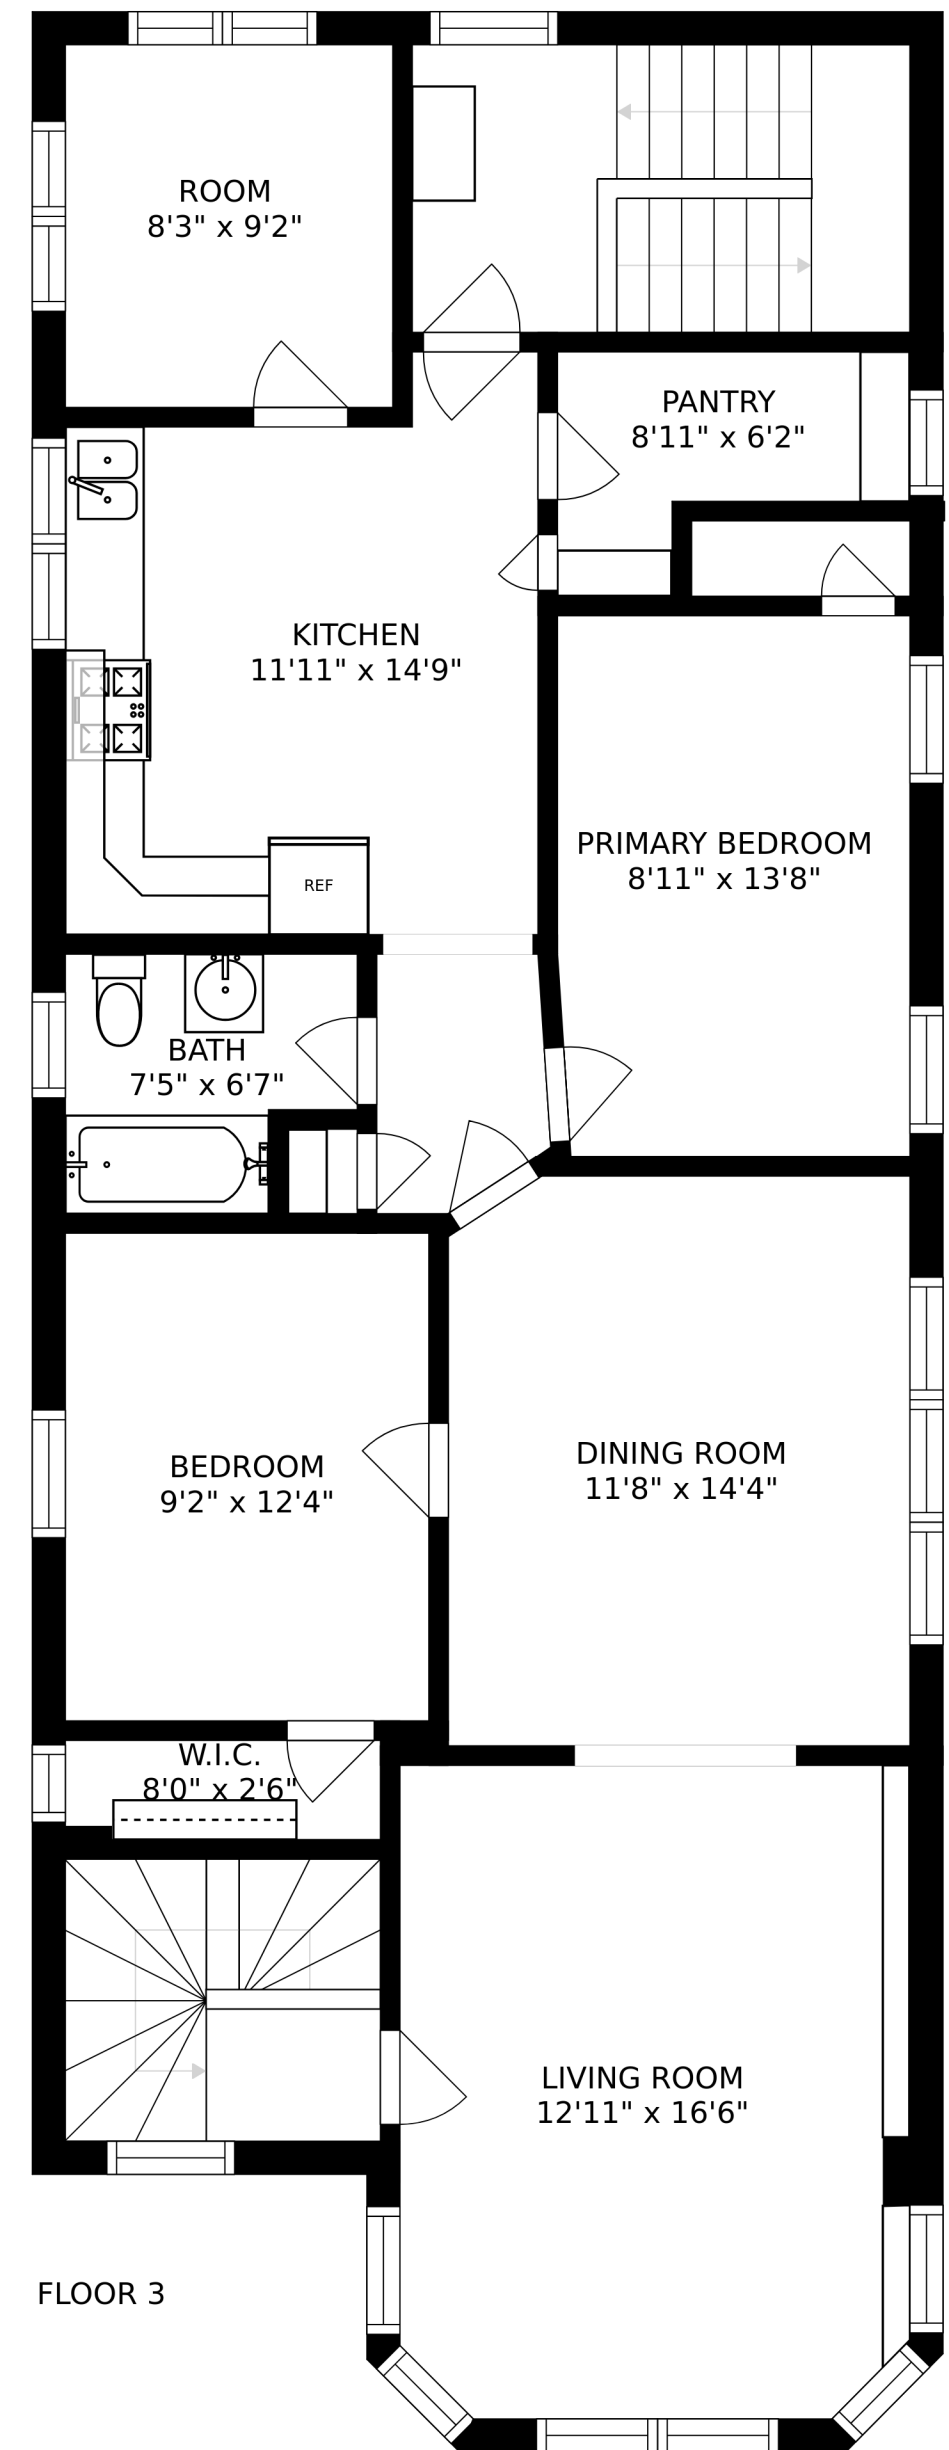 ROOM
8'3" x 9'2"
PANTRY
8'11" x 6'2"
KITCHEN
11'11" x 14'9"
PRIMARY BEDROOM
8'11" x 13'8"
REF
BATH
7'5" x 6'7"
BEDROOM
9'2" x 12'4"
DINING ROOM
11'8" x 14'4"
W.I.C.
8'0" x 2'6"
LIVING ROOM
12'11" x 16'6"
FLOOR 3